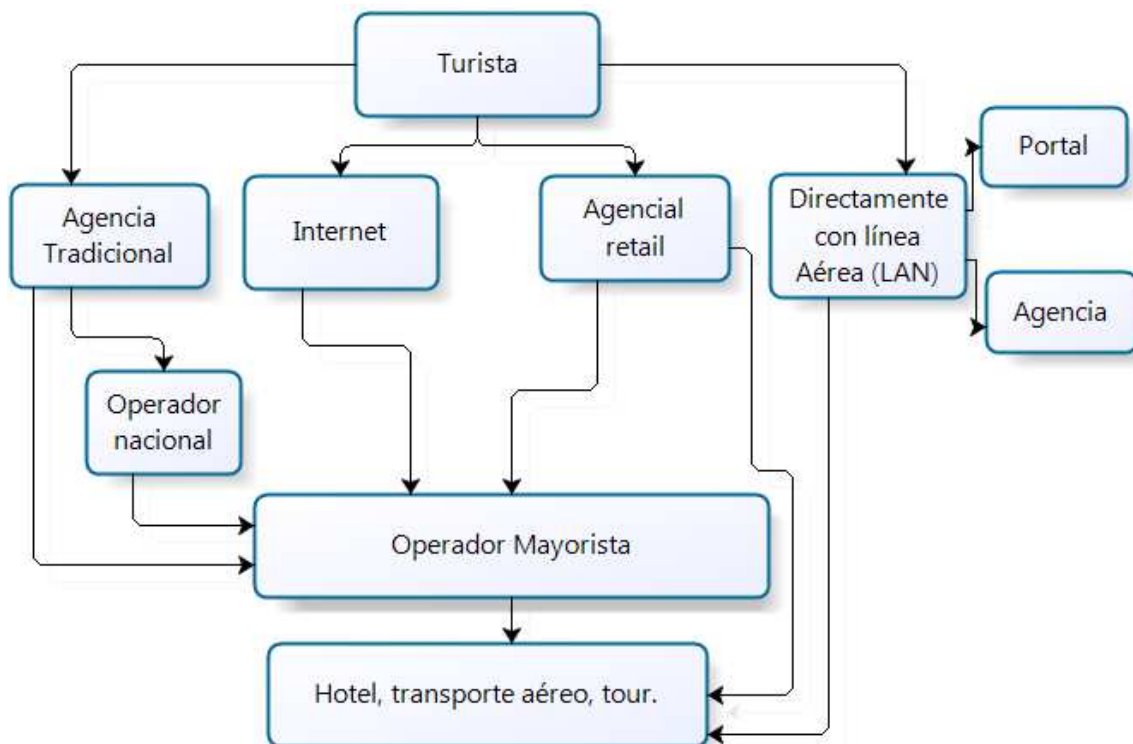 Turista
Portal
Agencia
Tradicional
Internet
Agencial
retail
Directamente
con línea
Aérea (LAN)
Agencia
Operador
nacional
Operador Mayorista
Hotel, transporte aéreo, tour.